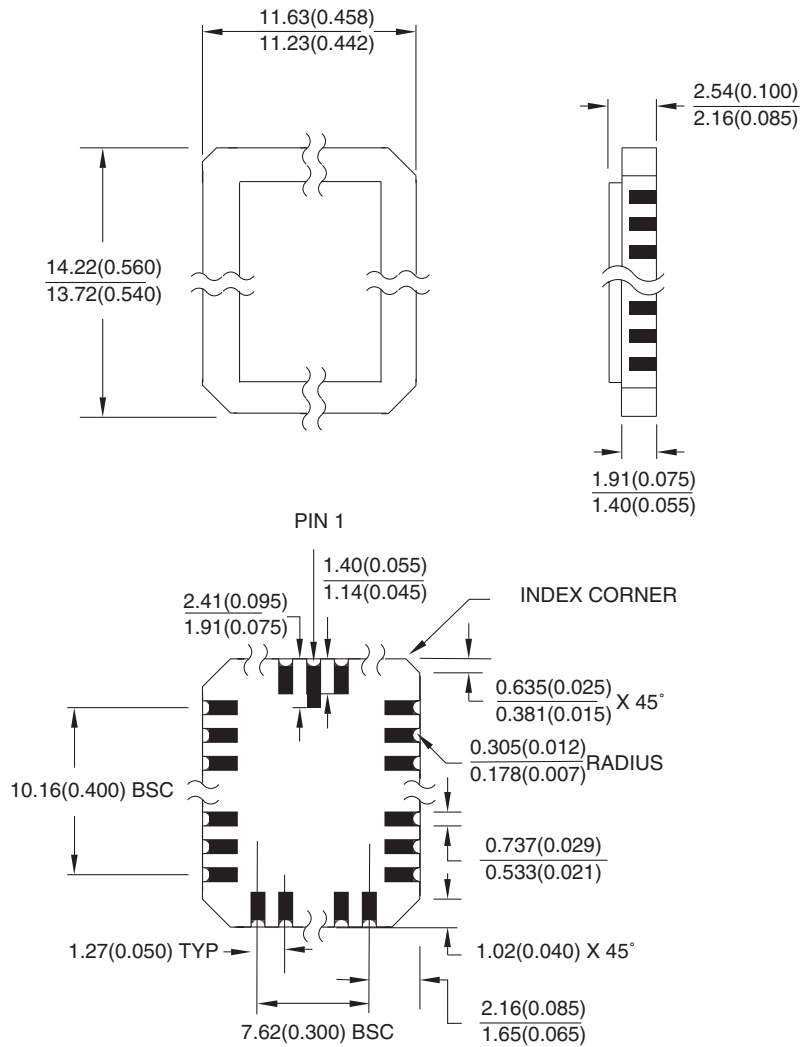 11.63(0.458)
11.23(0.442)
2.54(0.100)
2.16(0.085)
14.22(0.560)
13.72(0.540)
1.91(0.075)
1.40(0.055)
PIN 1
1.40(0.055)
1.14(0.045)
INDEX CORNER
2.41(0.095)
1.91(0.075)
0.635(0.025)
0.381(0.015) X 45°
0.305(0.012)
0.178(0.007) RADIUS
10.16(0.400) BSC
0.737(0.029)
0.533(0.021)
1.27(0.050) TYP
1.02(0.040) X 45°
7.62(0.300) BSC
2.16(0.085)
1.65(0.065)